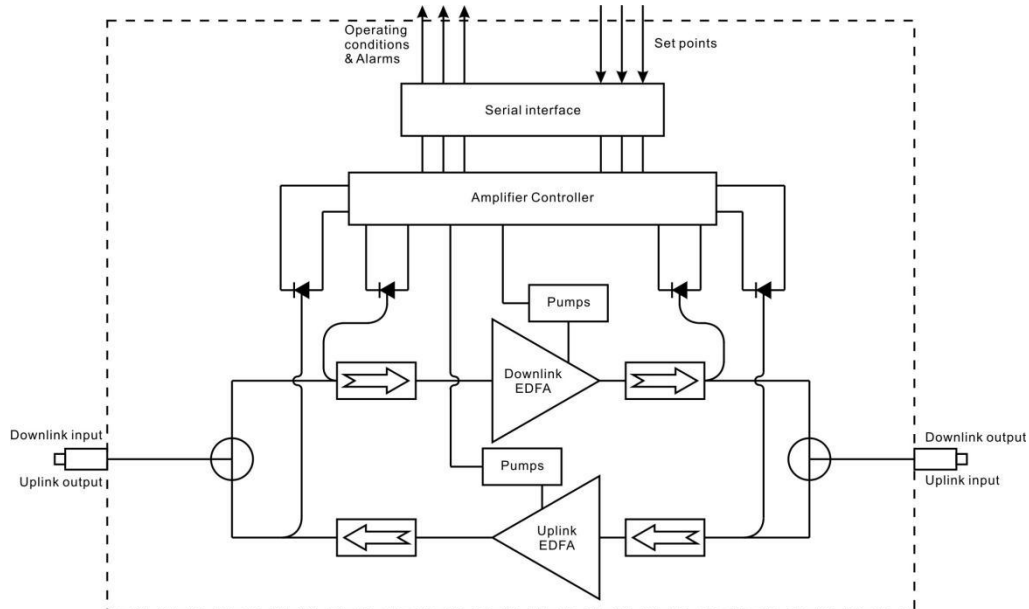 Operating
conditions
& Alarms
Set points
Serial interface
Amplifier Controller
Pumps
Downlink
EDFA
Downlink input
Uplink output
Downlink output
Uplink input
Pumps
Uplink
EDFA